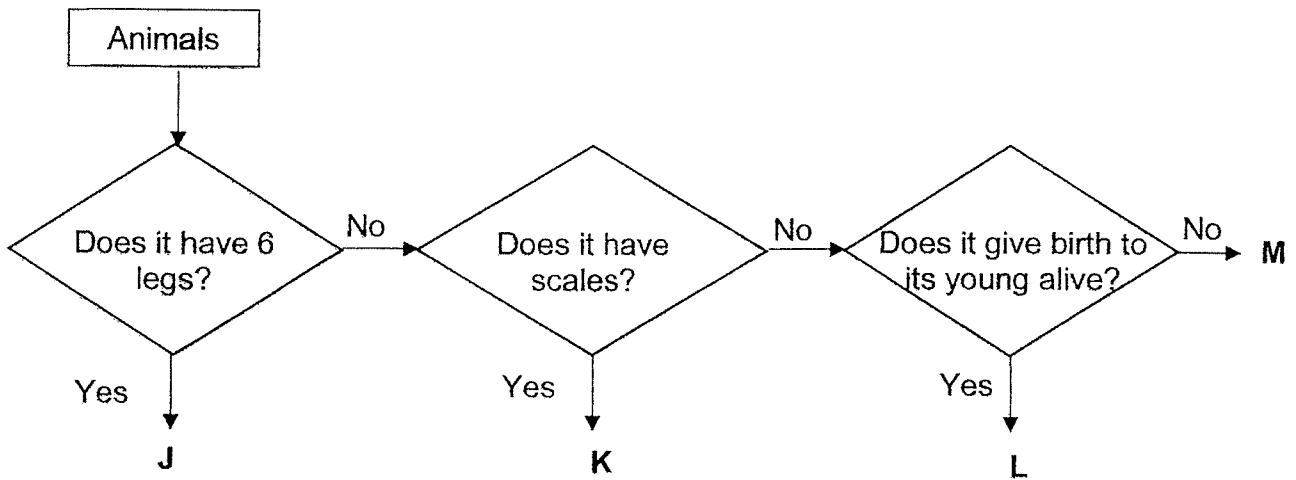 Animals
Does it have 6
legs?
No
Does it have
scales?
No
Does it give birth to
its young alive?
No
M
Yes
J
Yes
K
Yes
L